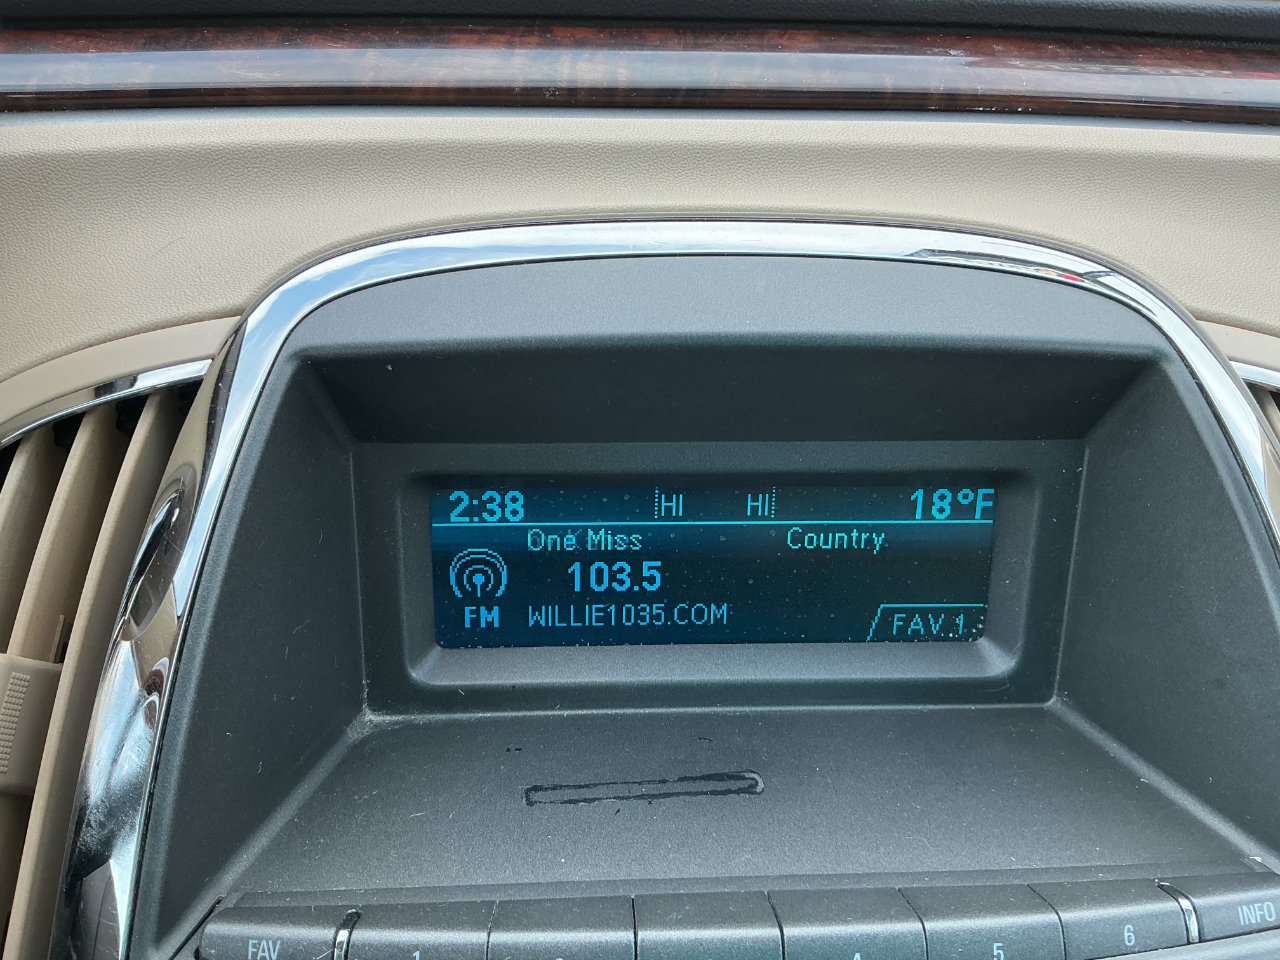 2:38 HI HI 18°F
One Miss Country
103.5
FM WILLIE1035.COM FAV 1
FAV 1 4 5 6 INFO